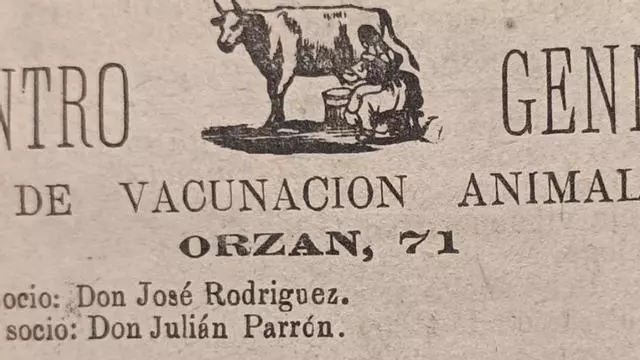 NTRO GEN
DE VACUNACION ANIMAL
ORZAN, 71
ocio: Don José Rodriguez.
socio: Don Julián Parrón.